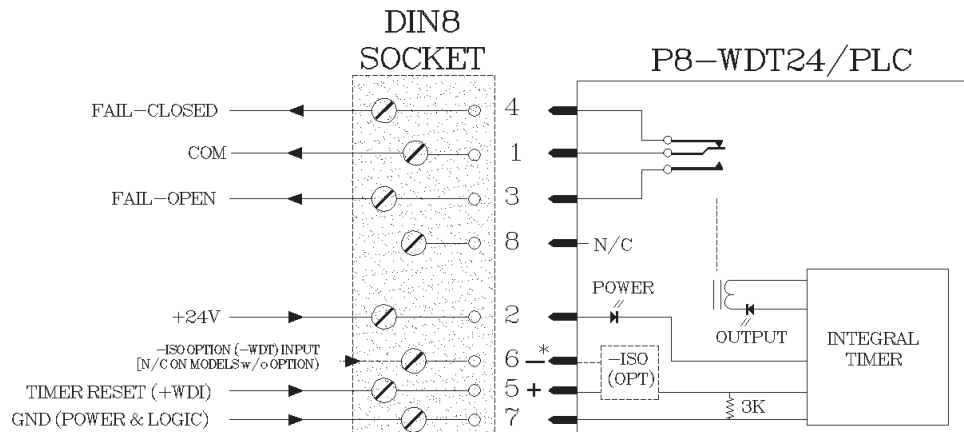 DIN8
SOCKET
P8-WDT24/PLC
FAIL-CLOSED
4
COM
1
FAIL-OPEN
3
8
N/C
POWER
+24V
2
OUTPUT
INTEGRAL
TIMER
-ISO OPTION (-WDT) INPUT
[N/C ON MODELS w/o OPTION)
6 -*
-ISO
(OPT)
TIMER RESET (+WDI)
5 +
3K
GND (POWER & LOGIC)
7